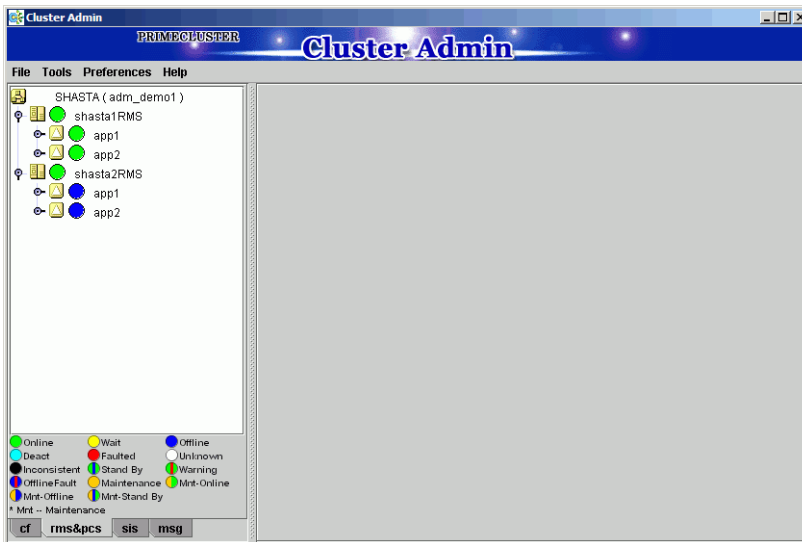 Cluster Admin
PRIMECLUSTER
Cluster Admin
File Tools Preferences Help
SHASTA ( adm_demo1 )
shasta1RMS
app1
app2
shasta2RMS
app1
app2
Online Wait Offline
Deact Faulted Unknown
Inconsistent Stand By Warning
OfflineFault Maintenance Mnt-Online
Mnt-Offline Mnt-Stand By
* Mnt -- Maintenance
cf rms&pcs sis msg